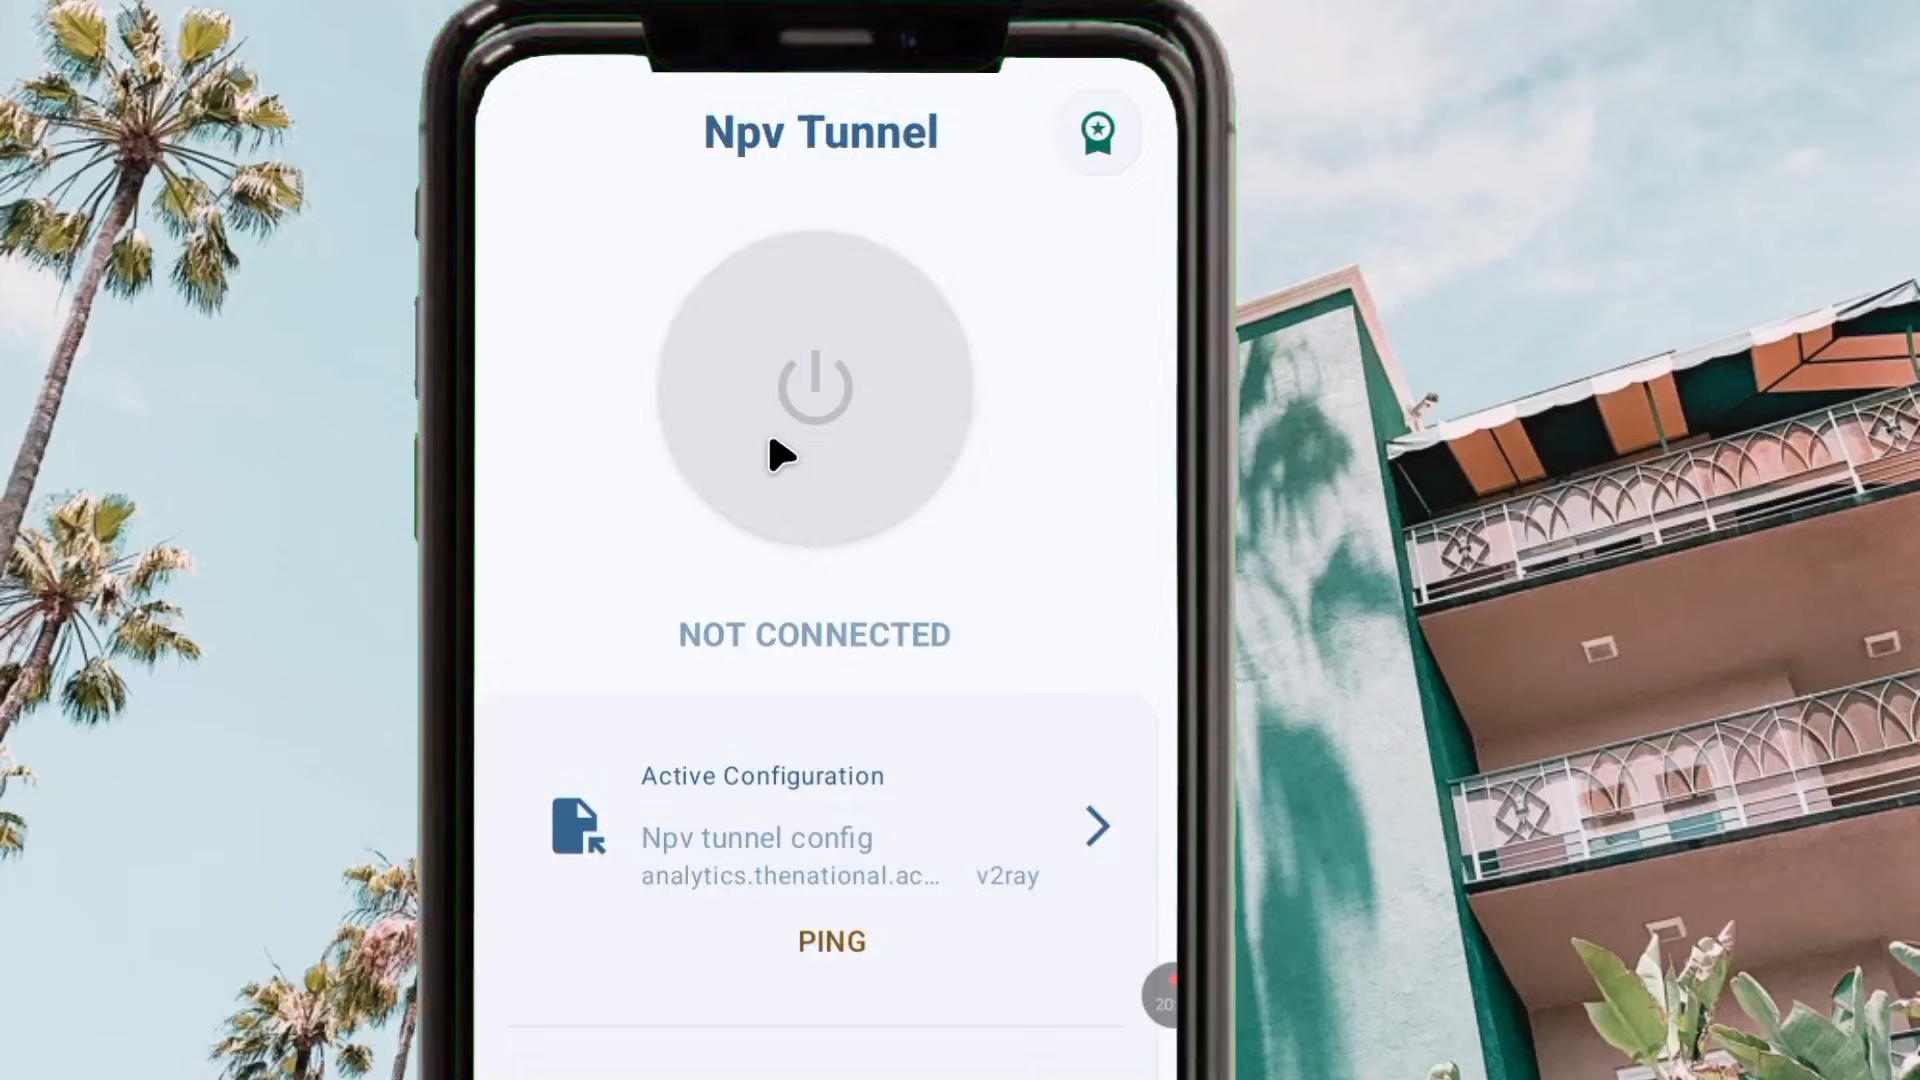 Npv Tunnel
NOT CONNECTED
Active Configuration
Npv tunnel config
analytics.thenational.ac... v2ray
PING